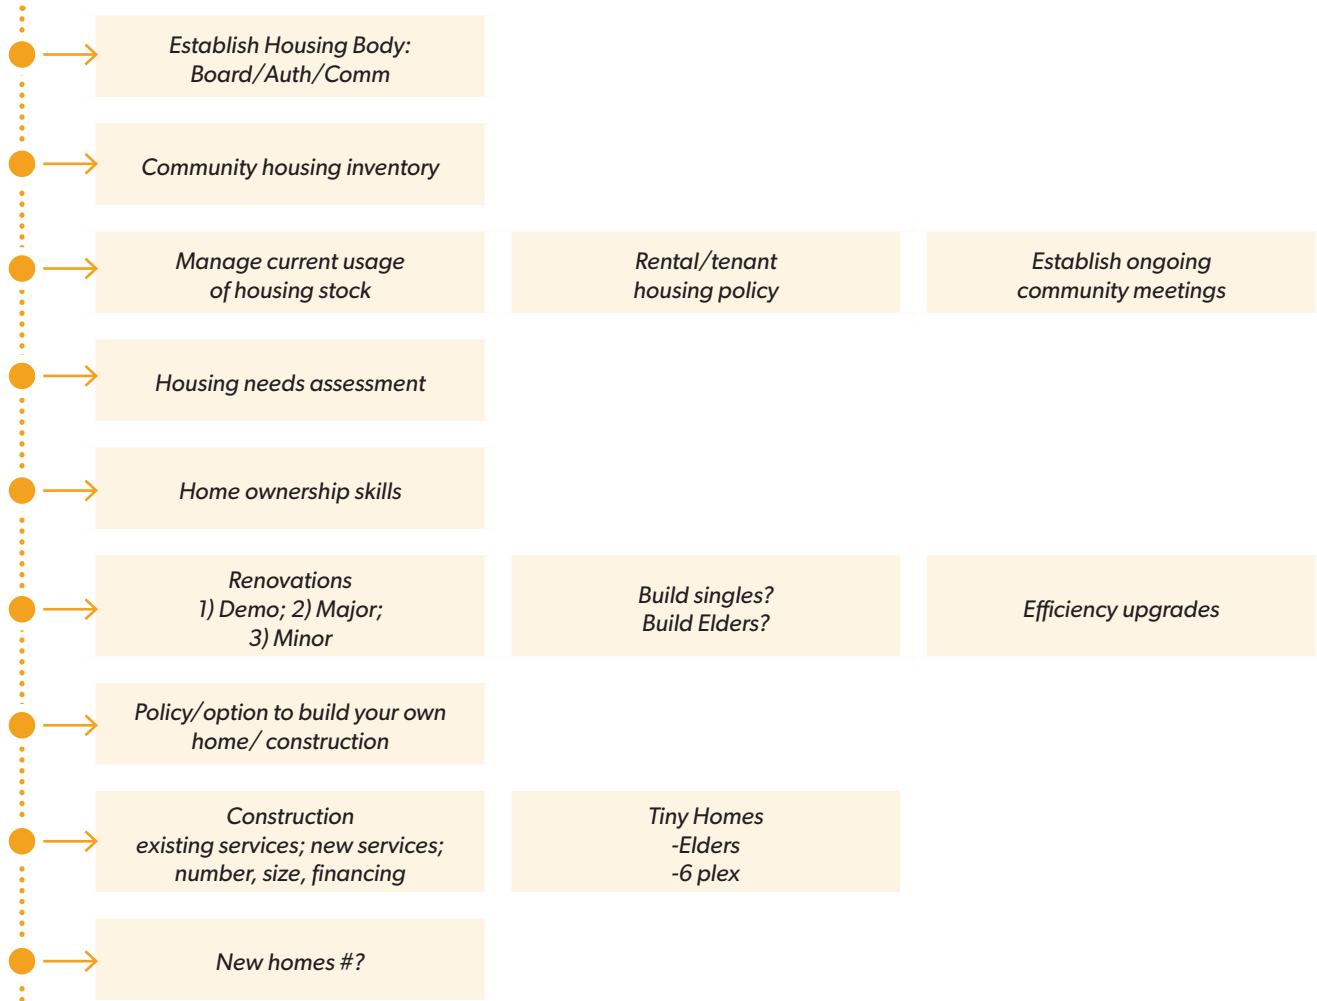 Establish Housing Body:
Board/Auth/Comm
Community housing inventory
Manage current usage
of housing stock
Rental/tenant
housing policy
Establish ongoing
community meetings
Housing needs assessment
Home ownership skills
Renovations
1) Demo; 2) Major;
3) Minor
Build singles?
Build Elders?
Efficiency upgrades
Policy/option to build your own
home/ construction
Construction
existing services; new services;
number, size, financing
Tiny Homes
-Elders
-6 plex
New homes #?